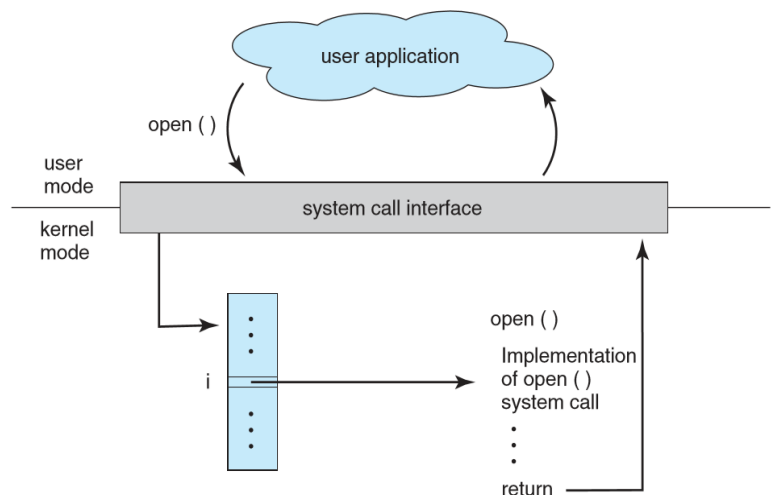 user application
open ( )
user
mode
system call interface
kernel
mode
open ( )
i
Implementation
of open ( )
system call
return